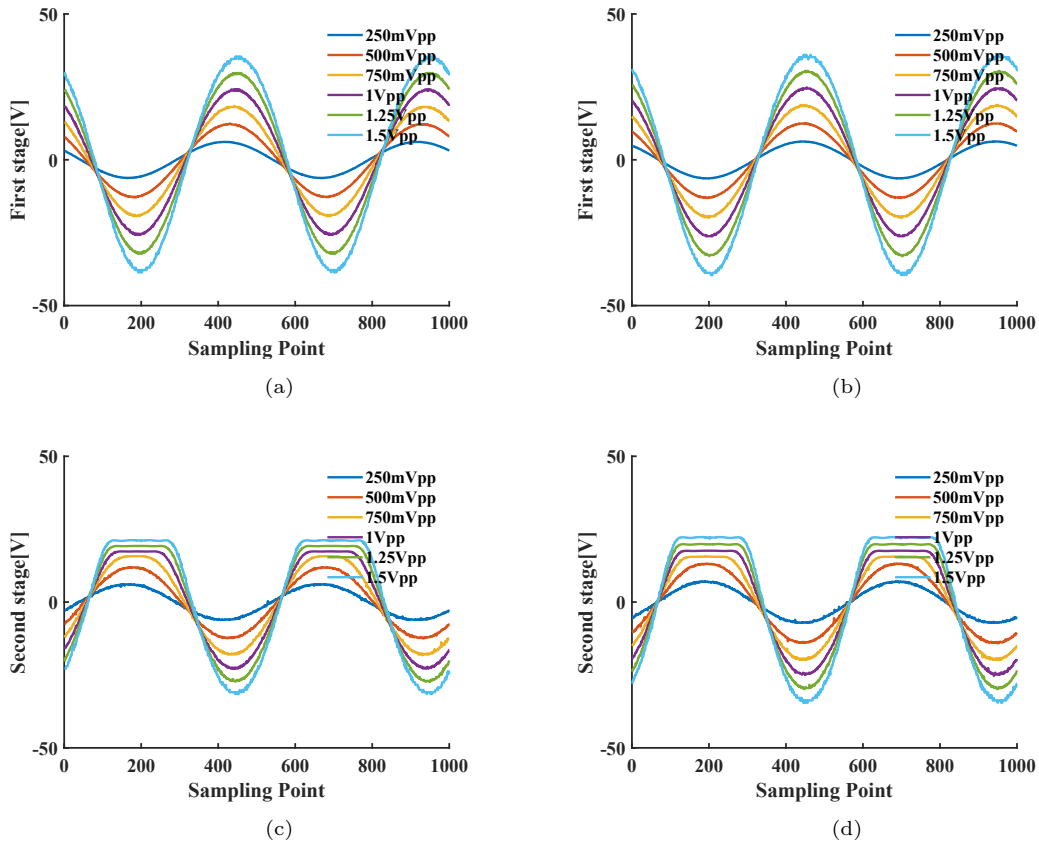 (a)
First stage[V]
50
0
-50
0
200
400
600
800
1000
Sampling Point
250mVpp
500mVpp
750mVpp
1Vpp
1.25Vpp
1.5Vpp
(b)
First stage[V]
50
0
-50
0
200
400
600
800
1000
Sampling Point
250mVpp
500mVpp
750mVpp
1Vpp
1.25Vpp
1.5Vpp
(c)
Second stage[V]
50
0
-50
0
200
400
600
800
1000
Sampling Point
250mVpp
500mVpp
750mVpp
1Vpp
1.25Vpp
1.5Vpp
(d)
Second stage[V]
50
0
-50
0
200
400
600
800
1000
Sampling Point
250mVpp
500mVpp
750mVpp
1Vpp
1.25Vpp
1.5Vpp